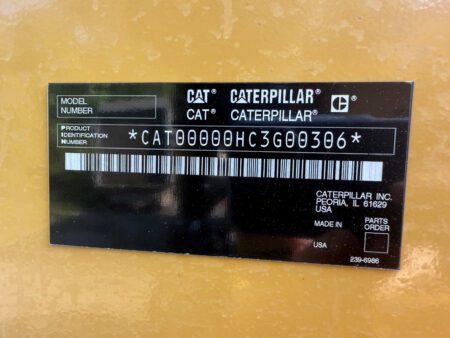 MODEL
NUMBER
CAT® CATERPILLAR® C®
CAT® CATERPILLAR®
PRODUCT
IDENTIFICATION
NUMBER
*CAT00000HC3G00306*
CATERPILLAR INC.
PEORIA, IL 61629
USA
MADE IN
USA
PARTS
ORDER
239-6986